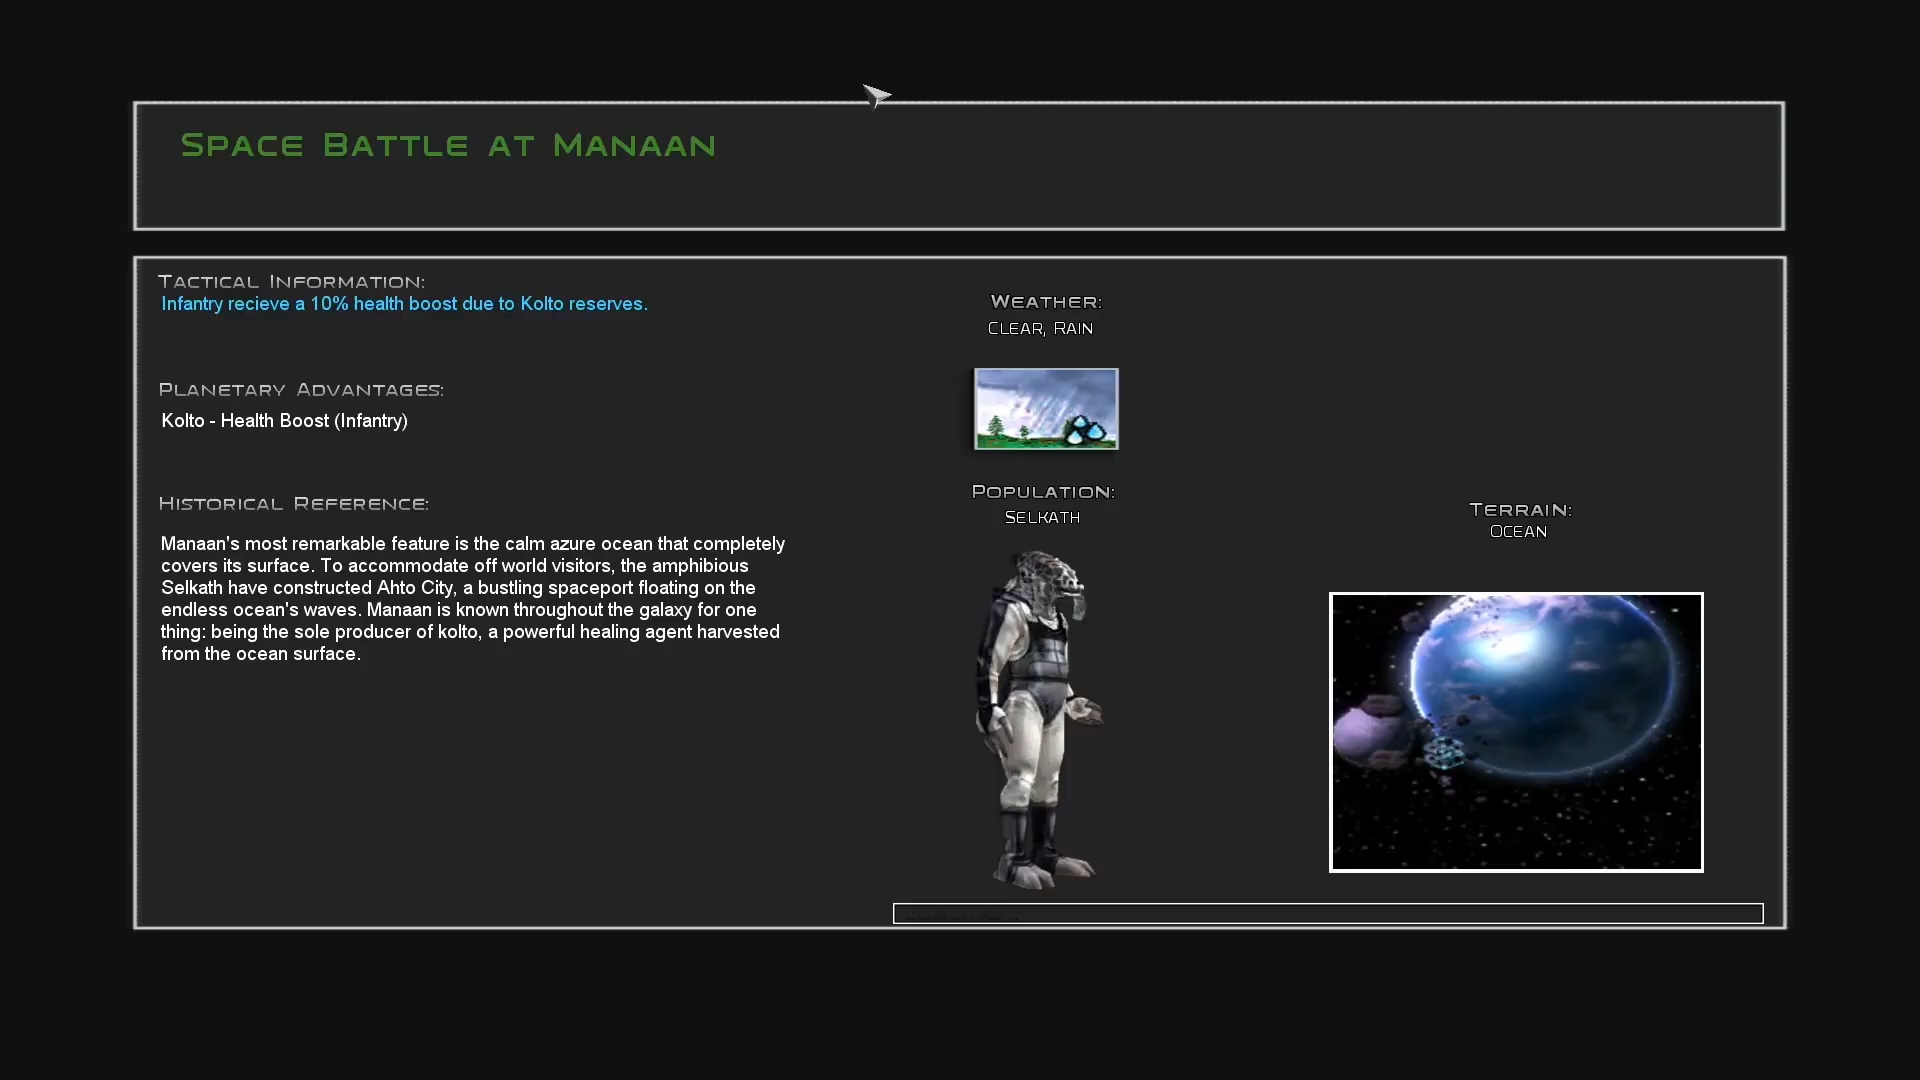 Space Battle at Manaan
Tactical Information:
Infantry recieve a 10% health boost due to Kolto reserves.
Planetary Advantages:
Kolto - Health Boost (Infantry)
Historical Reference:
Manaan's most remarkable feature is the calm azure ocean that completely
covers its surface. To accommodate off world visitors, the amphibious
Selkath have constructed Ahto City, a bustling spaceport floating on the
endless ocean's waves. Manaan is known throughout the galaxy for one
thing: being the sole producer of kolto, a powerful healing agent harvested
from the ocean surface.
Weather:
Clear, Rain
Population:
Selkath
Terrain:
Ocean